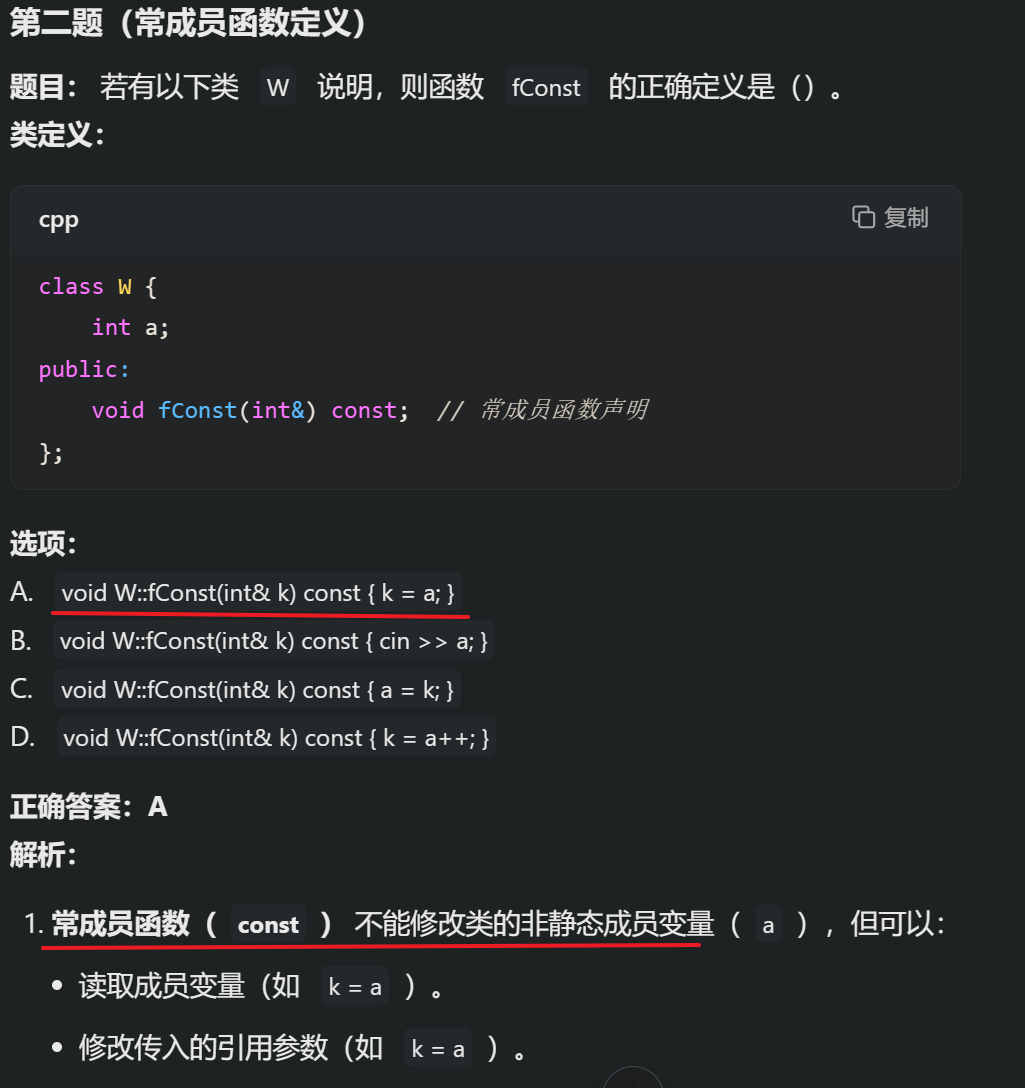 第二题（常成员函数定义）
题目： 若有以下类 W 说明，则函数 fConst 的正确定义是（）。
类定义：
cpp 复制
class W {
    int a;
public:
    void fConst(int&) const;  // 常成员函数声明
};
选项：
A. void W::fConst(int& k) const { k = a; }
B. void W::fConst(int& k) const { cin >> a; }
C. void W::fConst(int& k) const { a = k; }
D. void W::fConst(int& k) const { k = a++; }
正确答案：A
解析：
1. 常成员函数（ const ） 不能修改类的非静态成员变量（ a ），但可以：
• 读取成员变量（如 k = a ）。
• 修改传入的引用参数（如 k = a ）。